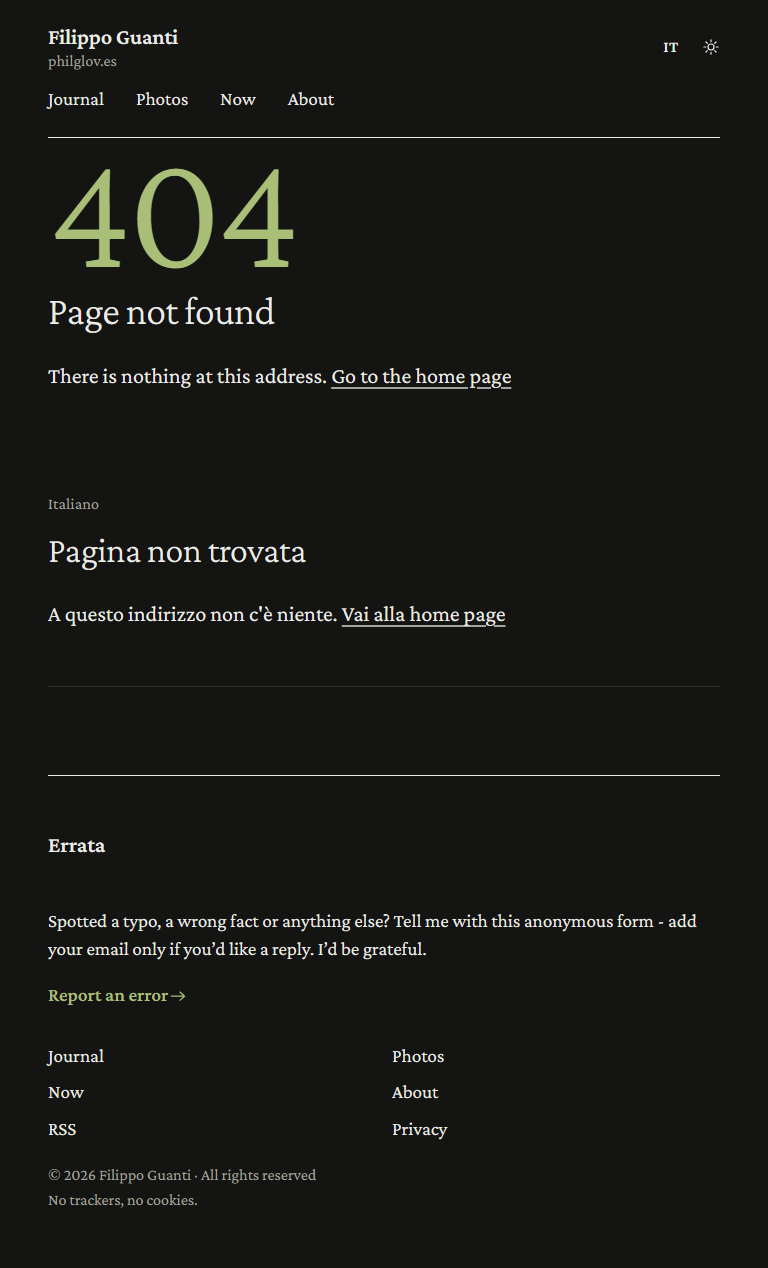 Filippo Guanti
philglov.es
IT
Journal Photos Now About
404
Page not found
There is nothing at this address. Go to the home page
Italiano
Pagina non trovata
A questo indirizzo non c'è niente. Vai alla home page
Errata
Spotted a typo, a wrong fact or anything else? Tell me with this anonymous form - add
your email only if you’d like a reply. I’d be grateful.
Report an error→
Journal Photos
Now About
RSS Privacy
© 2026 Filippo Guanti · All rights reserved
No trackers, no cookies.